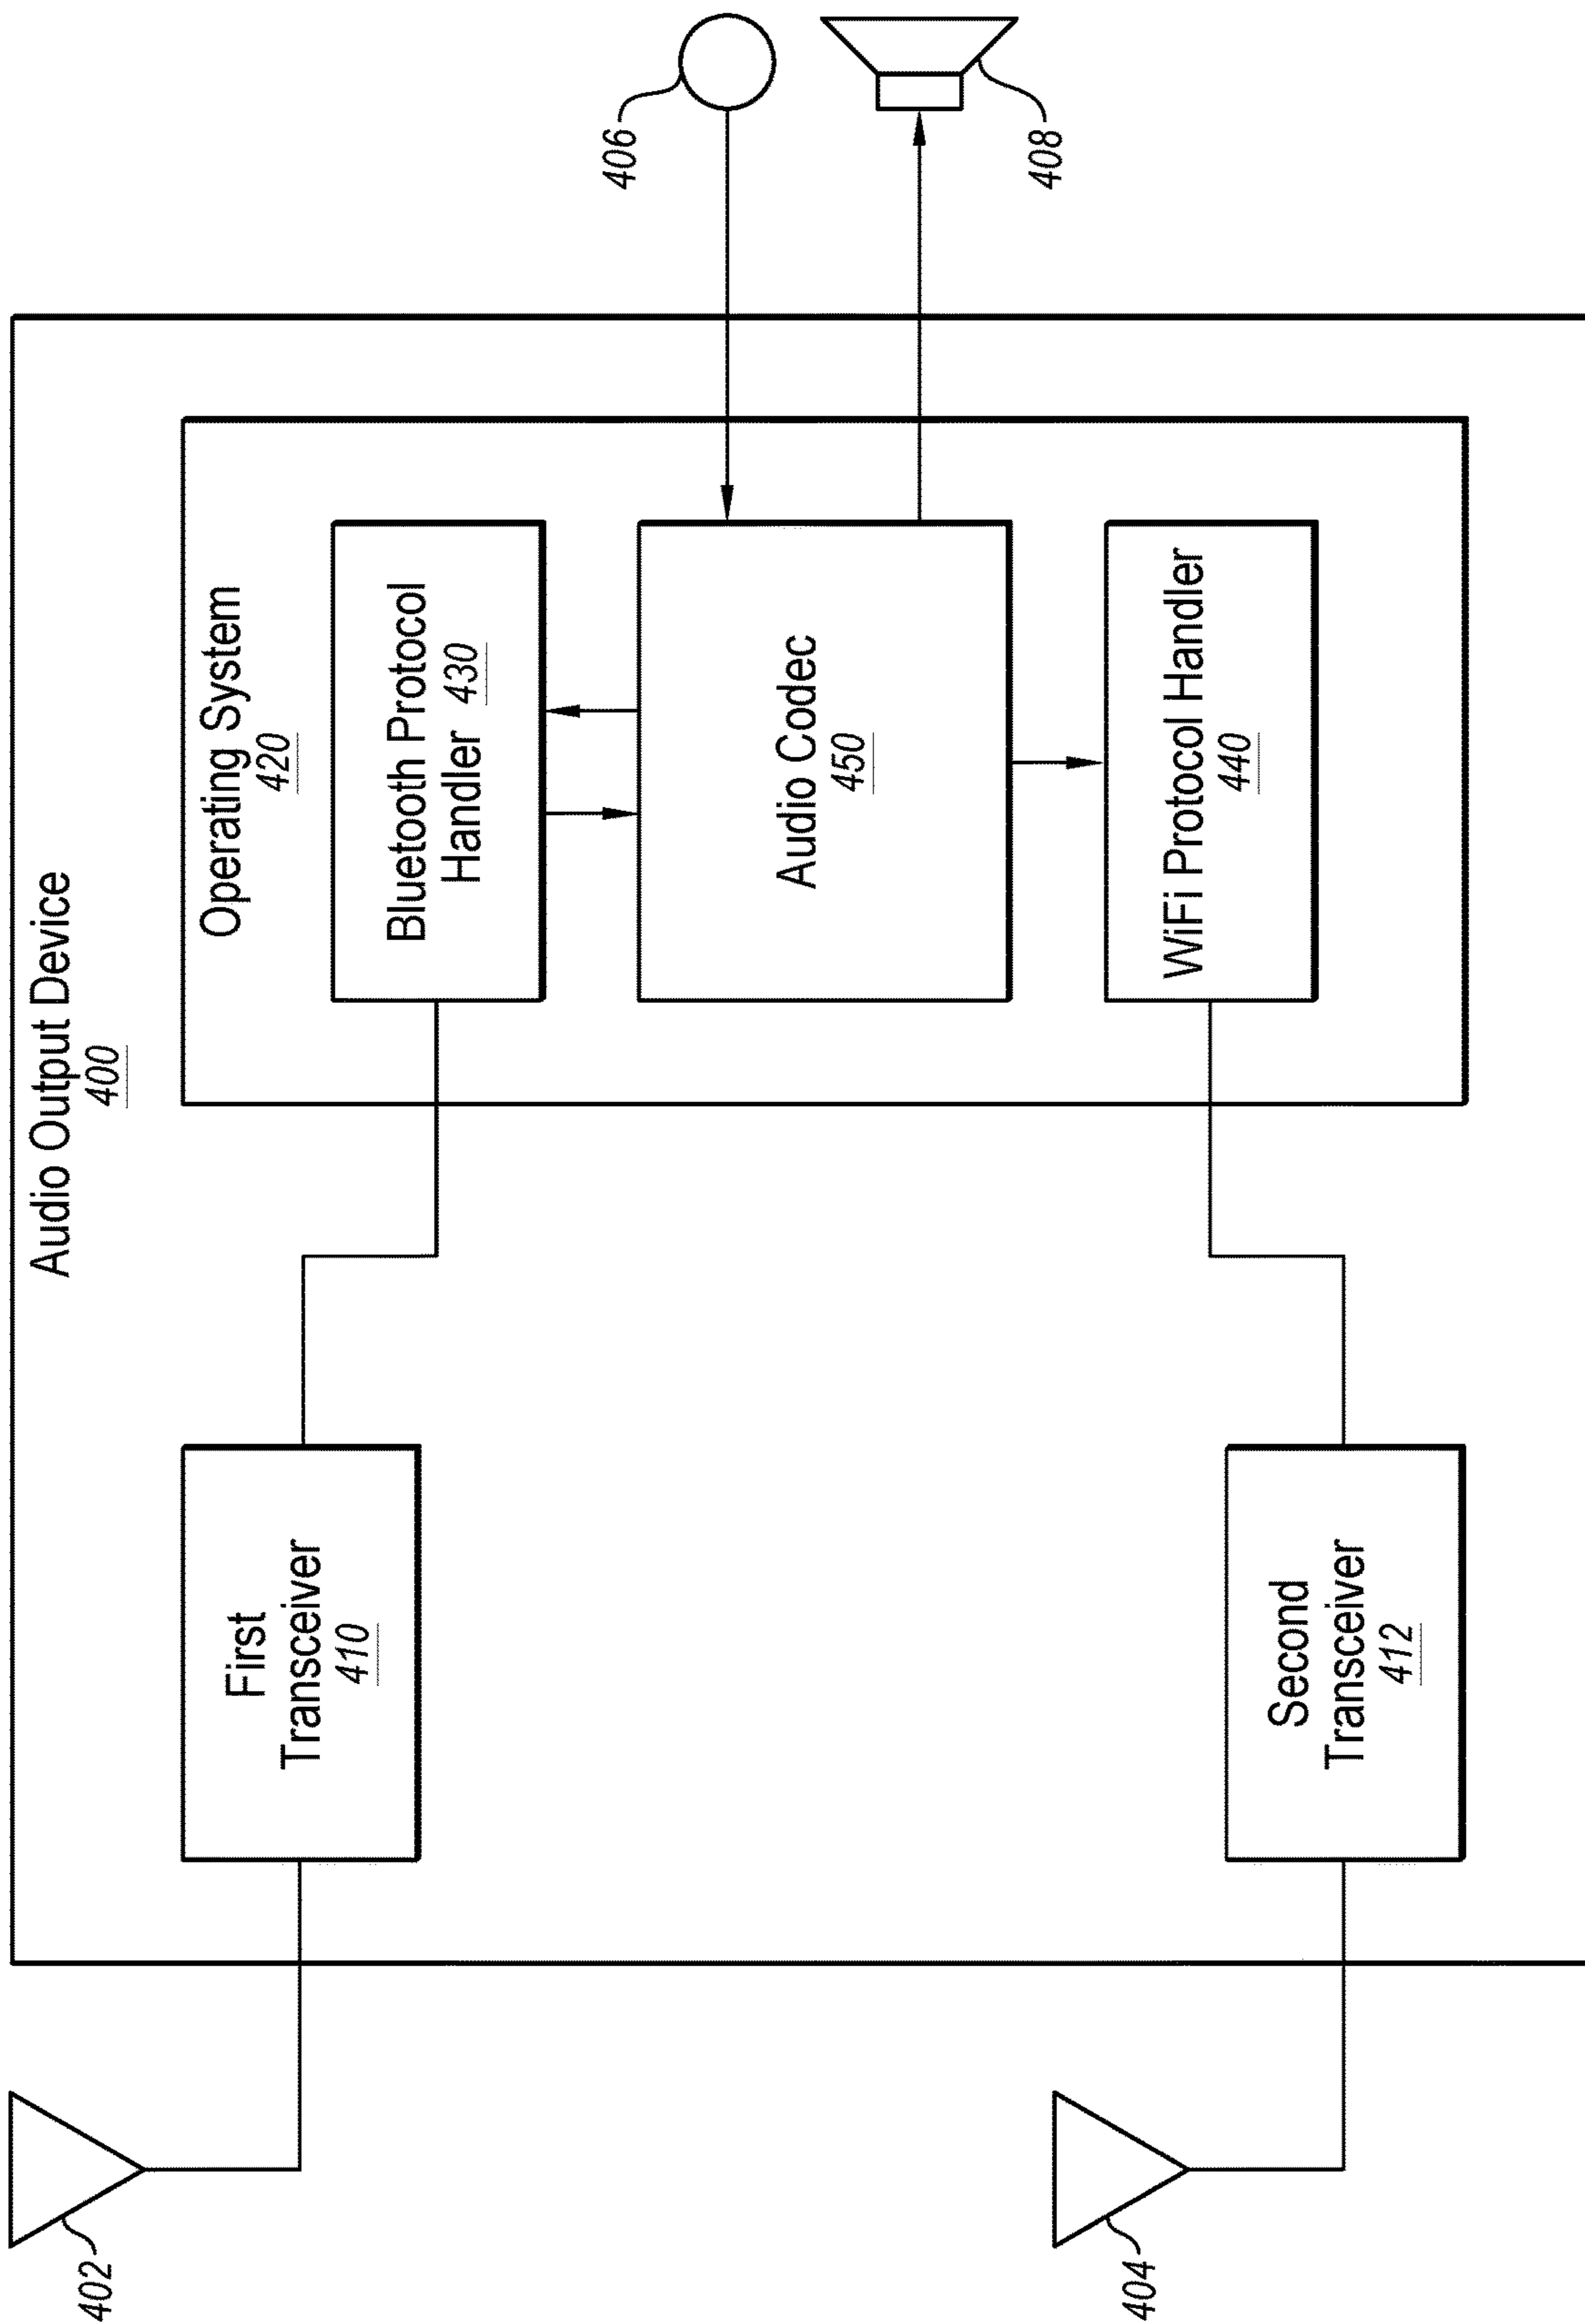 Audio Output Device
400
402
First
Transceiver
410
Operating System
420
Bluetooth Protocol
Handler 430
Audio Codec
450
WiFi Protocol Handler
440
406
408
404
Second
Transceiver
412